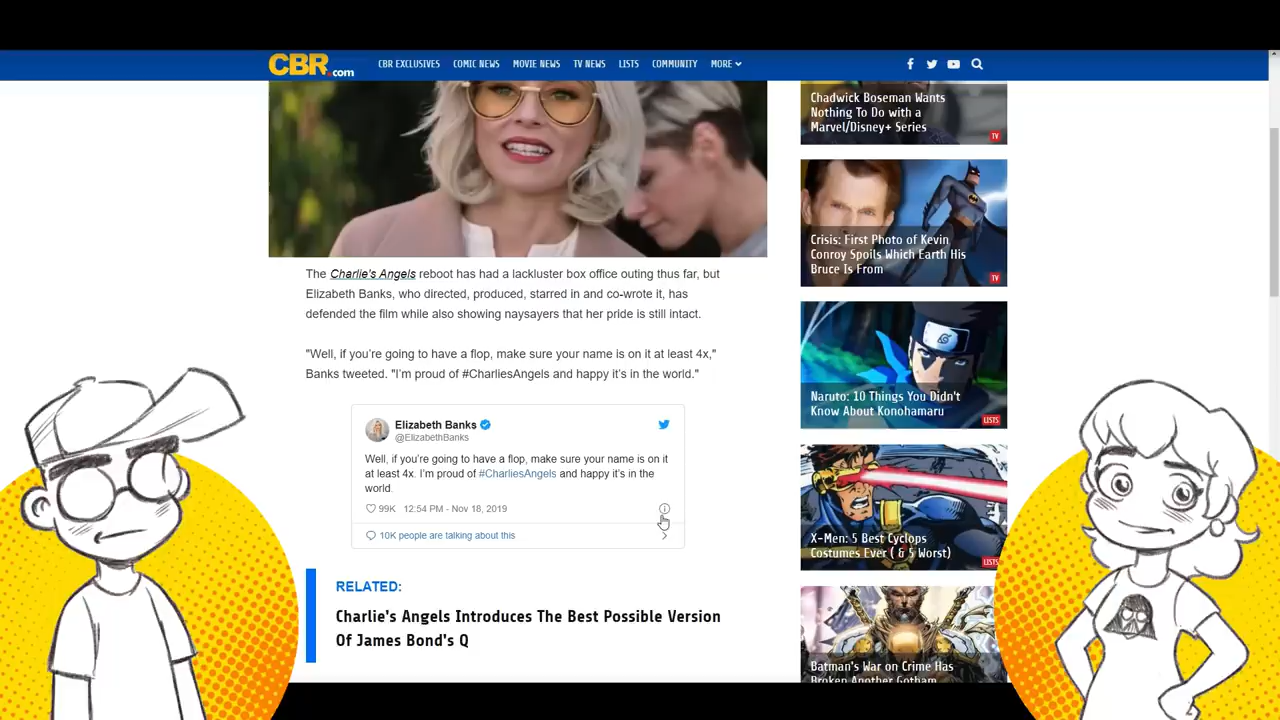 CBR.com
CBR EXCLUSIVES
COMIC NEWS
MOVIE NEWS
TV NEWS
LISTS
COMMUNITY
MORE
The Charlie's Angels reboot has had a lackluster box office outing thus far, but
Elizabeth Banks, who directed, produced, starred in and co-wrote it, has
defended the film while also showing naysayers that her pride is still intact.
"Well, if you're going to have a flop, make sure your name is on it at least 4x,"
Banks tweeted. "I'm proud of #CharliesAngels and happy it's in the world."
Elizabeth Banks
@ElizabethBanks
Well, if you're going to have a flop, make sure your name is on it
at least 4x. I'm proud of #CharliesAngels and happy it's in the
world.
99K 12:54 PM - Nov 18, 2019
10K people are talking about this
RELATED:
Charlie's Angels Introduces The Best Possible Version
Of James Bond's Q
Chadwick Boseman Wants
Nothing To Do with a
Marvel/Disney+ Series
TV
Crisis: First Photo of Kevin
Conroy Spoils Which Earth His
Bruce Is From
TV
Naruto: 10 Things You Didn't
Know About Konohamaru
LISTS
X-Men: 5 Best Cyclops
Costumes Ever ( & 5 Worst)
LISTS
Batman's War on Crime Has
Broken Another Gotham